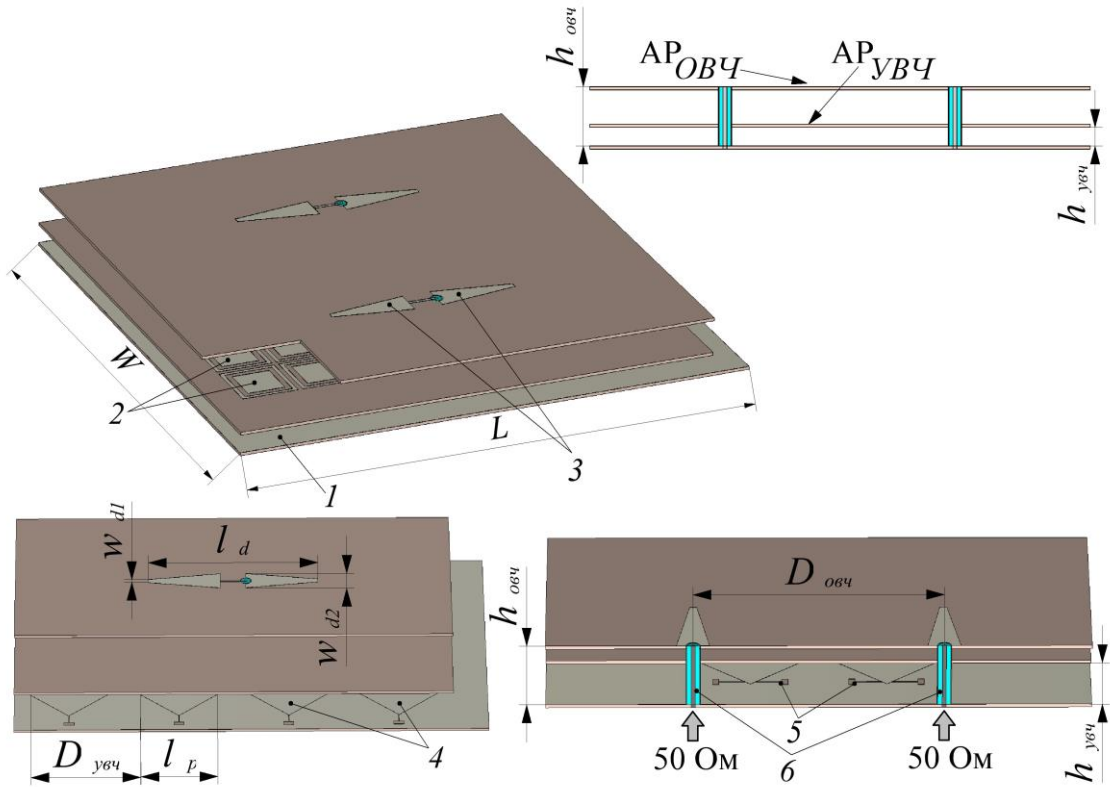 h овч
АР ОВЧ
АР УВЧ
h увч
W
2
1
L
3
w d1
l d
w d2
D увч
l p
4
h овч
D овч
5
6
50 Ом
50 Ом
h увч